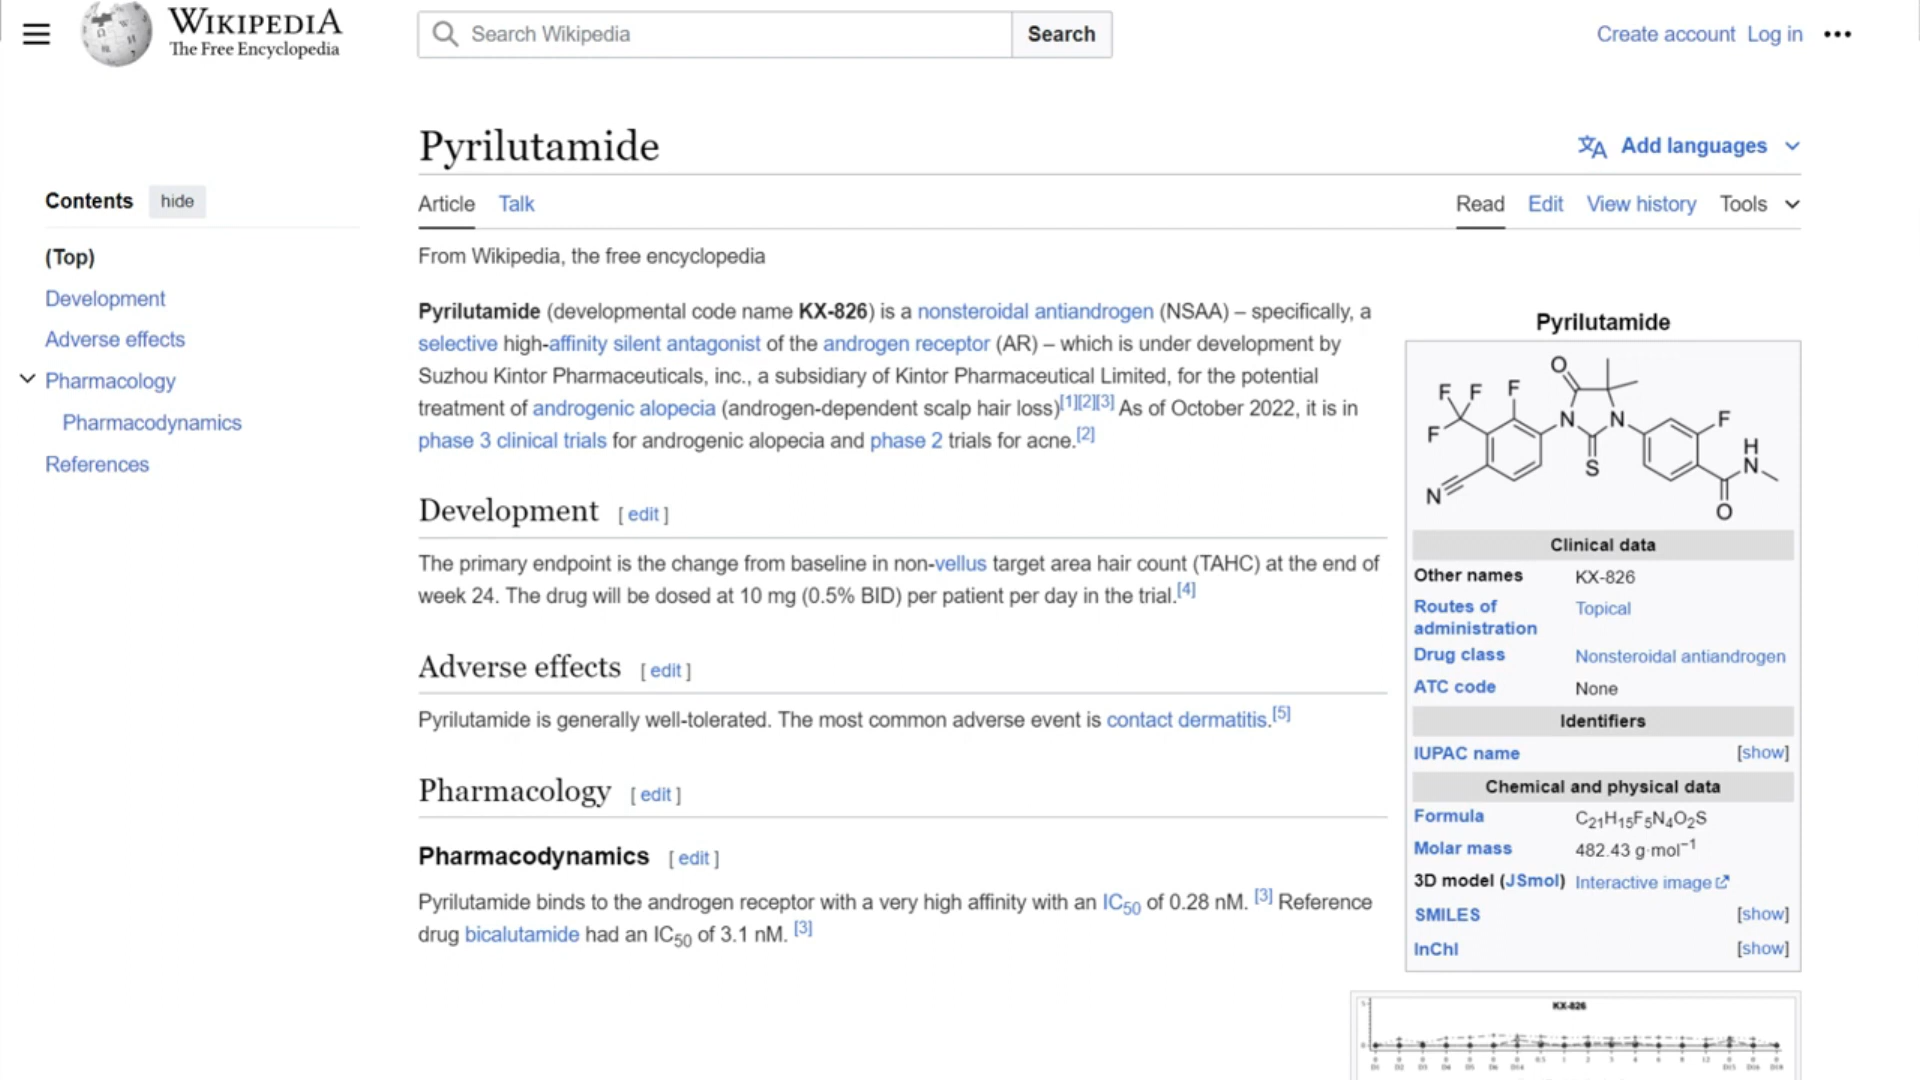 WIKIPEDIA
The Free Encyclopedia
Search Wikipedia
Search
Create account Log in
Pyrilutamide
Add languages
Contents hide
Article Talk
Read Edit View history Tools
(Top)
Development
Adverse effects
Pharmacology
Pharmacodynamics
References
From Wikipedia, the free encyclopedia
Pyrilutamide (developmental code name KX-826) is a nonsteroidal antiandrogen (NSAA) – specifically, a
selective high-affinity silent antagonist of the androgen receptor (AR) – which is under development by
Suzhou Kintor Pharmaceuticals, inc., a subsidiary of Kintor Pharmaceutical Limited, for the potential
treatment of androgenic alopecia (androgen-dependent scalp hair loss)[1][2][3] As of October 2022, it is in
phase 3 clinical trials for androgenic alopecia and phase 2 trials for acne.[2]
Development [ edit ]
The primary endpoint is the change from baseline in non-vellus target area hair count (TAHC) at the end of
week 24. The drug will be dosed at 10 mg (0.5% BID) per patient per day in the trial.[4]
Adverse effects [ edit ]
Pyrilutamide is generally well-tolerated. The most common adverse event is contact dermatitis.[5]
Pharmacology [ edit ]
Pharmacodynamics [ edit ]
Pyrilutamide binds to the androgen receptor with a very high affinity with an IC50 of 0.28 nM. [3] Reference
drug bicalutamide had an IC50 of 3.1 nM. [3]
Pyrilutamide
O
F F F
N N F
F H
S N
N O
Clinical data
Other names KX-826
Routes of Topical
administration
Drug class Nonsteroidal antiandrogen
ATC code None
Identifiers
IUPAC name [show]
Chemical and physical data
Formula C21H15F5N4O2S
Molar mass 482.43 g·mol−1
3D model (JSmol) Interactive image
SMILES [show]
InChI [show]
KX-826